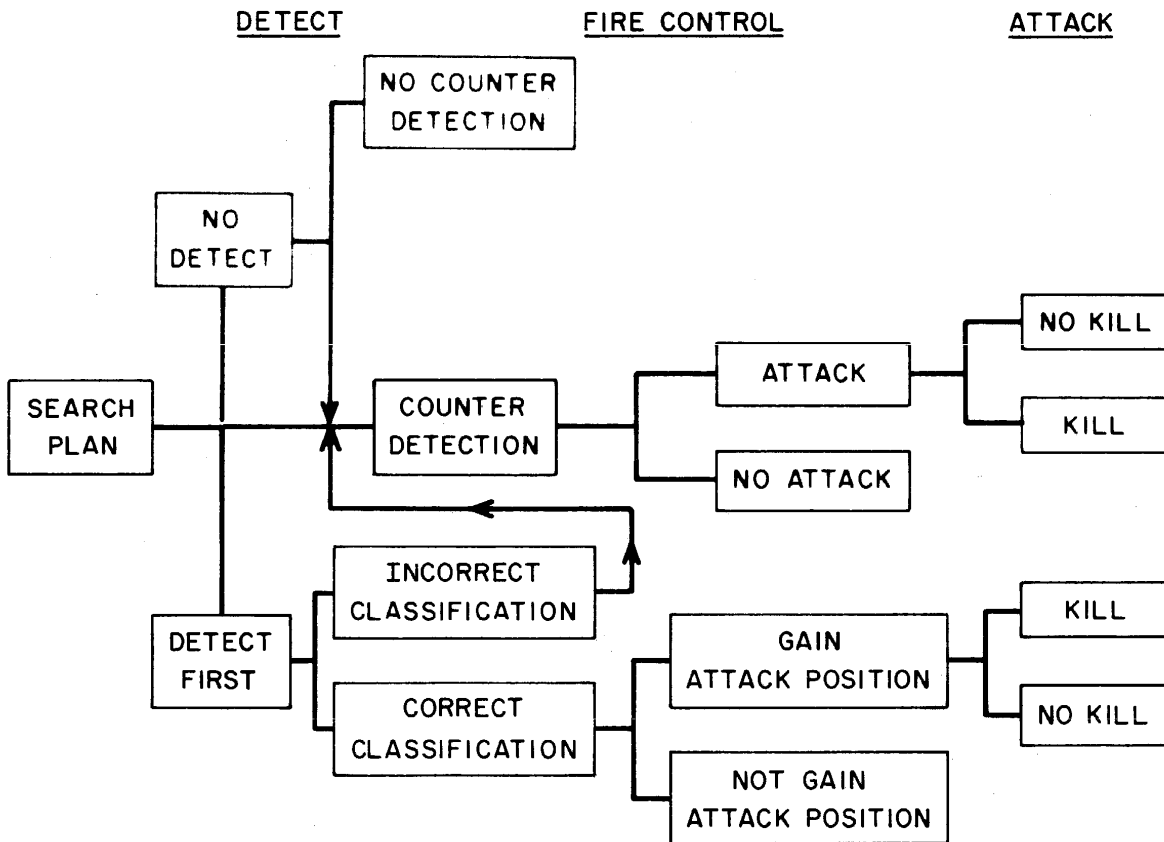 DETECT
FIRE CONTROL
ATTACK
NO COUNTER
DETECTION
NO
DETECT
SEARCH
PLAN
COUNTER
DETECTION
ATTACK
NO ATTACK
NO KILL
KILL
DETECT
FIRST
INCORRECT
CLASSIFICATION
CORRECT
CLASSIFICATION
GAIN
ATTACK POSITION
NOT GAIN
ATTACK POSITION
KILL
NO KILL